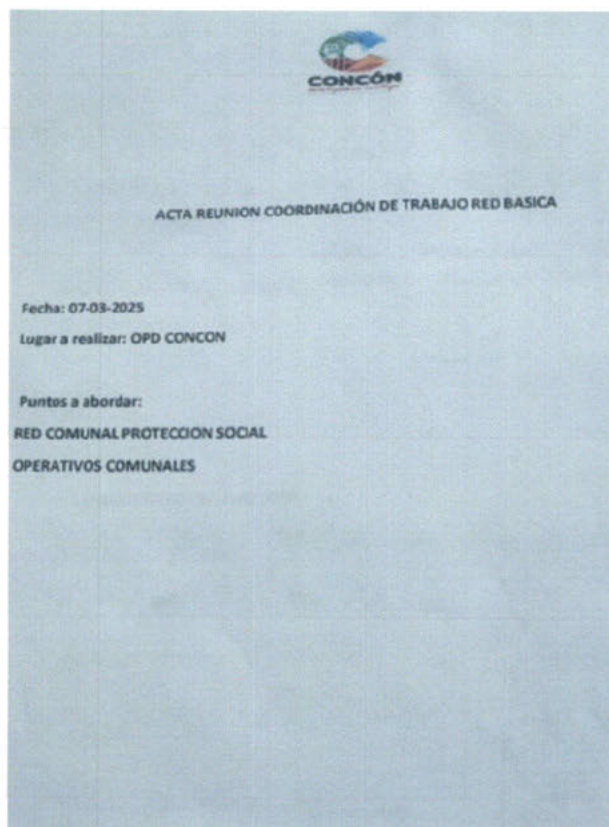 CONCÓN
ACTA REUNION COORDINACIÓN DE TRABAJO RED BASICA
Fecha: 07-03-2025
Lugar a realizar: OPD CONCON
Puntos a abordar:
RED COMUNAL PROTECCION SOCIAL
OPERATIVOS COMUNALES